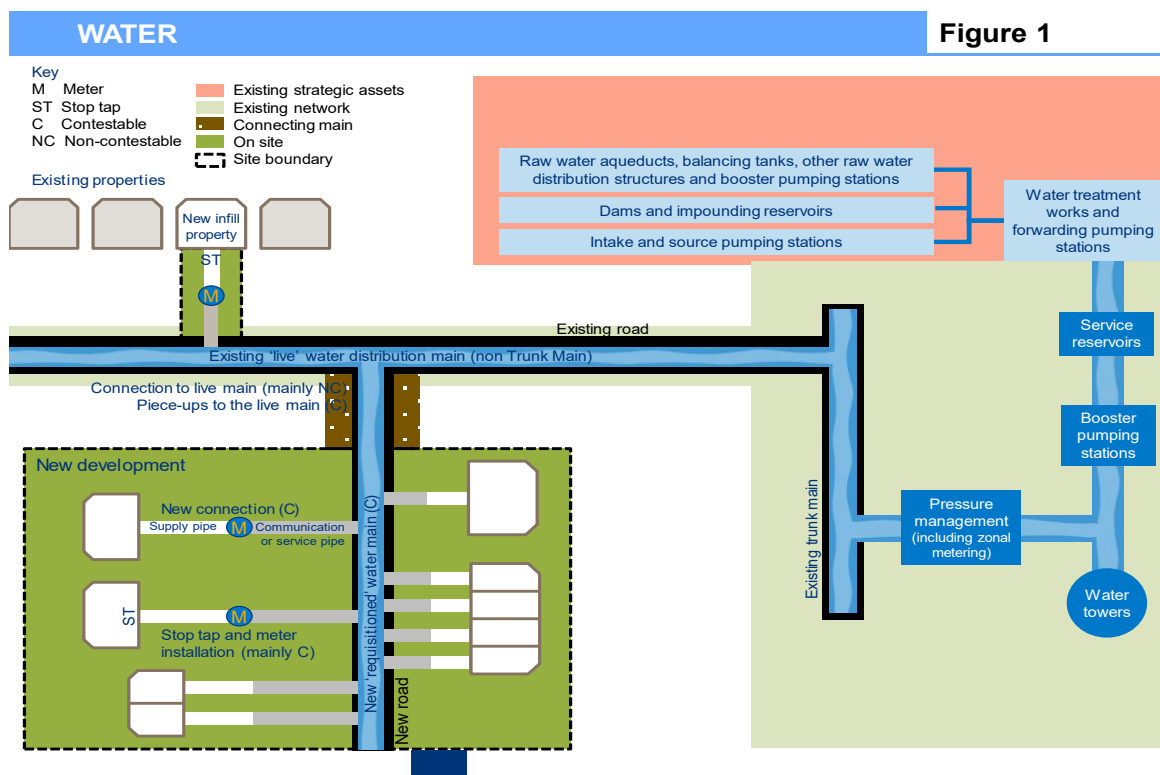 WATER
Figure 1
Key
M Meter
ST Stop tap
C Contestable
NC Non-contestable
Existing strategic assets
Existing network
Connecting main
On site
Site boundary
Existing properties
New infill
property
ST
M
Raw water aqueducts, balancing tanks, other raw water
distribution structures and booster pumping stations
Dams and impounding reservoirs
Intake and source pumping stations
Water treatment
works and
forwarding pumping
stations
Service
reservoirs
Booster
pumping
stations
Pressure
management
(including zonal
metering)
Water
towers
Existing road
Existing 'live' water distribution main (non Trunk Main)
Existing trunk main
Connection to live main (mainly NC)
Piece-ups to the live main (C)
New development
New connection (C)
Supply pipe
M
Communication
or service pipe
ST
M
Stop tap and meter
installation (mainly C)
New 'requisitioned' water main (C)
New road